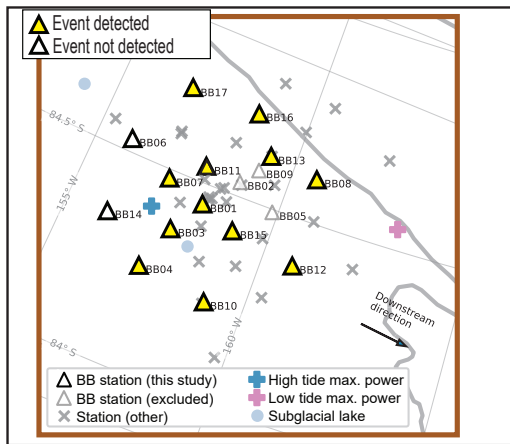 Event detected
Event not detected
BB17
BB16
84.5° S
BB06
BB13
BB11
BB09
BB07
BB02
BB08
155° W
BB14
BB01
BB05
BB03
BB15
BB04
BB12
BB10
Downstream
direction
160° W
84° S
BB station (this study)
BB station (excluded)
Station (other)
High tide max. power
Low tide max. power
Subglacial lake